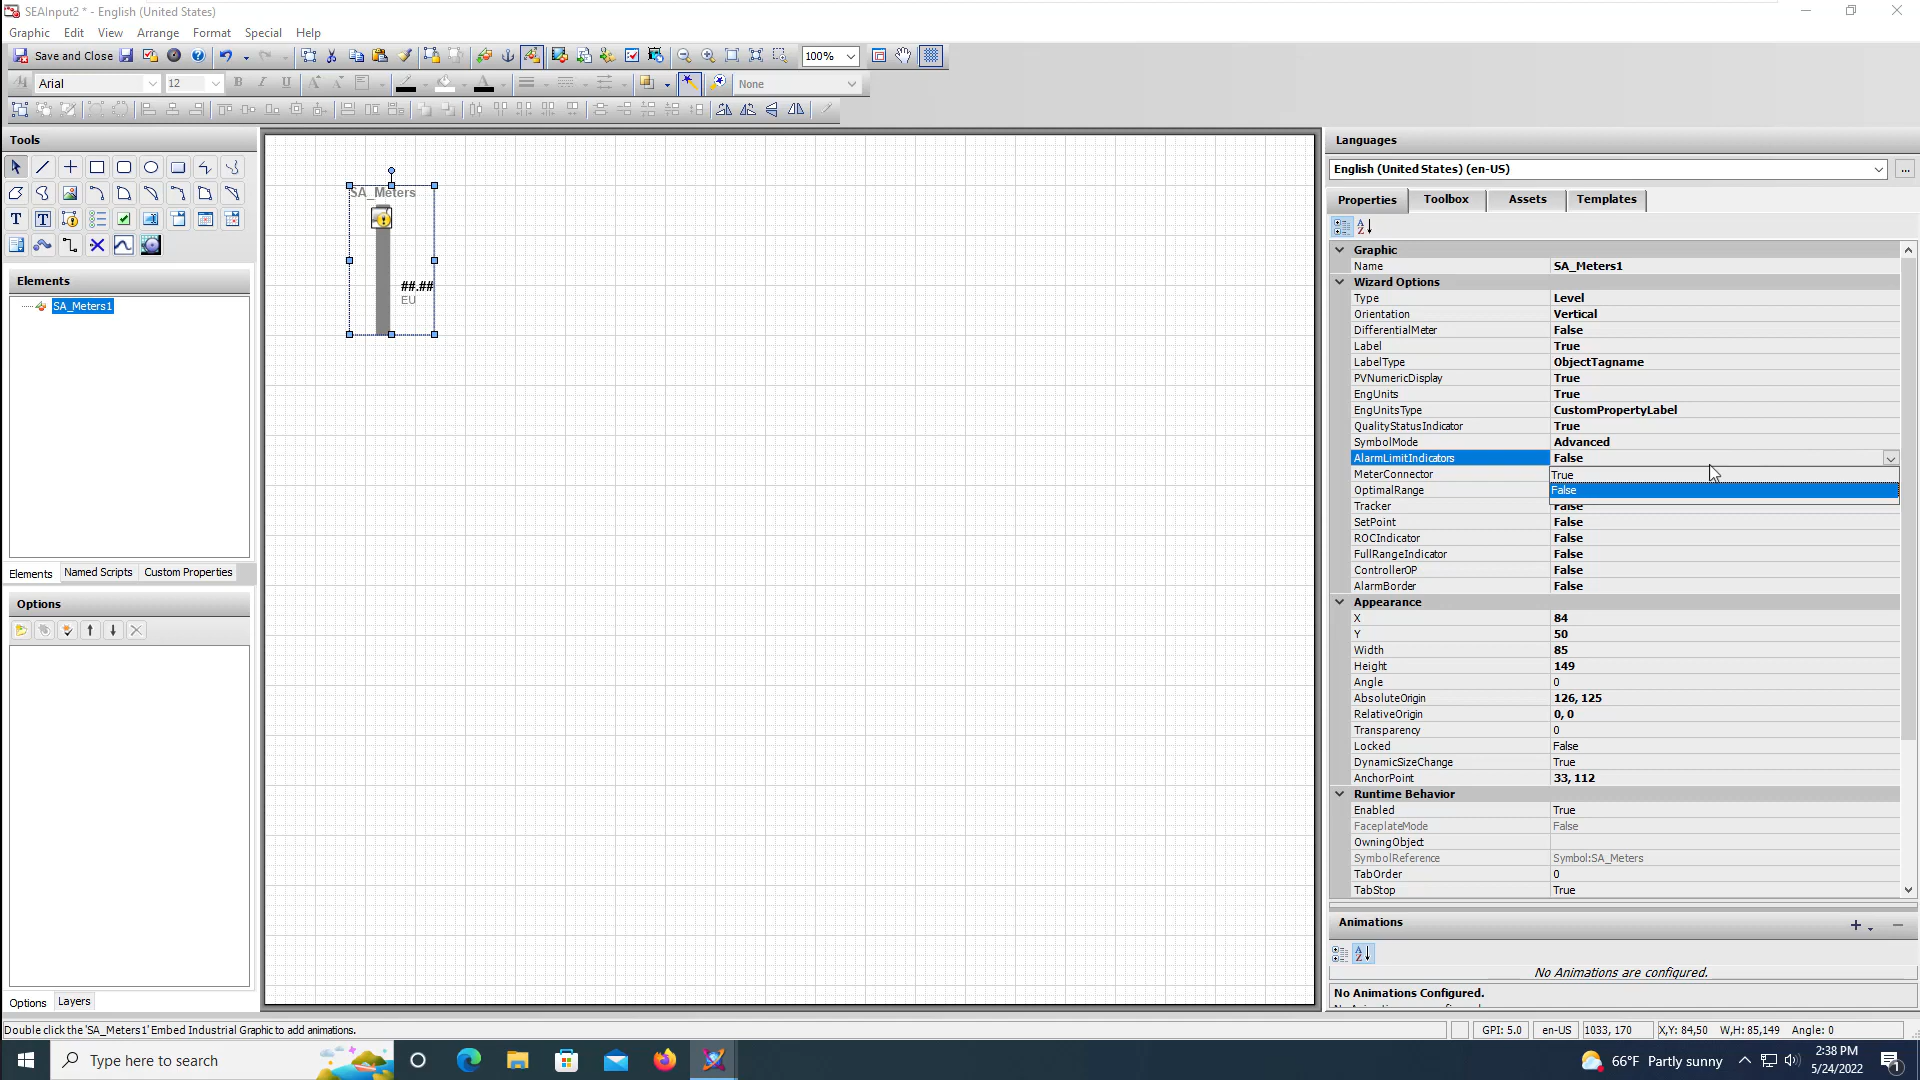 SEAInput2 * - English (United States)
Graphic Edit View Arrange Format Special Help
Save and Close 100%
Arial 12 None
Tools
Elements
SA_Meters1
Elements Named Scripts Custom Properties
Options
Options Layers
SA_Meters
##.##
EU
Languages
English (United States) (en-US) ...
Properties Toolbox Assets Templates
Graphic
Name SA_Meters1
Wizard Options
Type Level
Orientation Vertical
DifferentialMeter False
Label True
LabelType ObjectTagname
PVNumericDisplay True
EngUnits True
EngUnitsType CustomPropertyLabel
QualityStatusIndicator True
SymbolMode Advanced
AlarmLimitIndicators False
MeterConnector True
OptimalRange False
Tracker False
SetPoint False
ROCIndicator False
FullRangeIndicator False
ControllerOP False
AlarmBorder False
Appearance
X 84
Y 50
Width 85
Height 149
Angle 0
AbsoluteOrigin 126, 125
RelativeOrigin 0, 0
Transparency 0
Locked False
DynamicSizeChange True
AnchorPoint 33, 112
Runtime Behavior
Enabled True
FaceplateMode False
OwningObject
SymbolReference Symbol:SA_Meters
TabOrder 0
TabStop True
Animations
No Animations are configured.
No Animations Configured.
Double click the 'SA_Meters1' Embed Industrial Graphic to add animations. GPI: 5.0 en-US 1033, 170 X,Y: 84,50 W,H: 85,149 Angle: 0
Type here to search 66°F Partly sunny 2:38 PM
5/24/2022 1